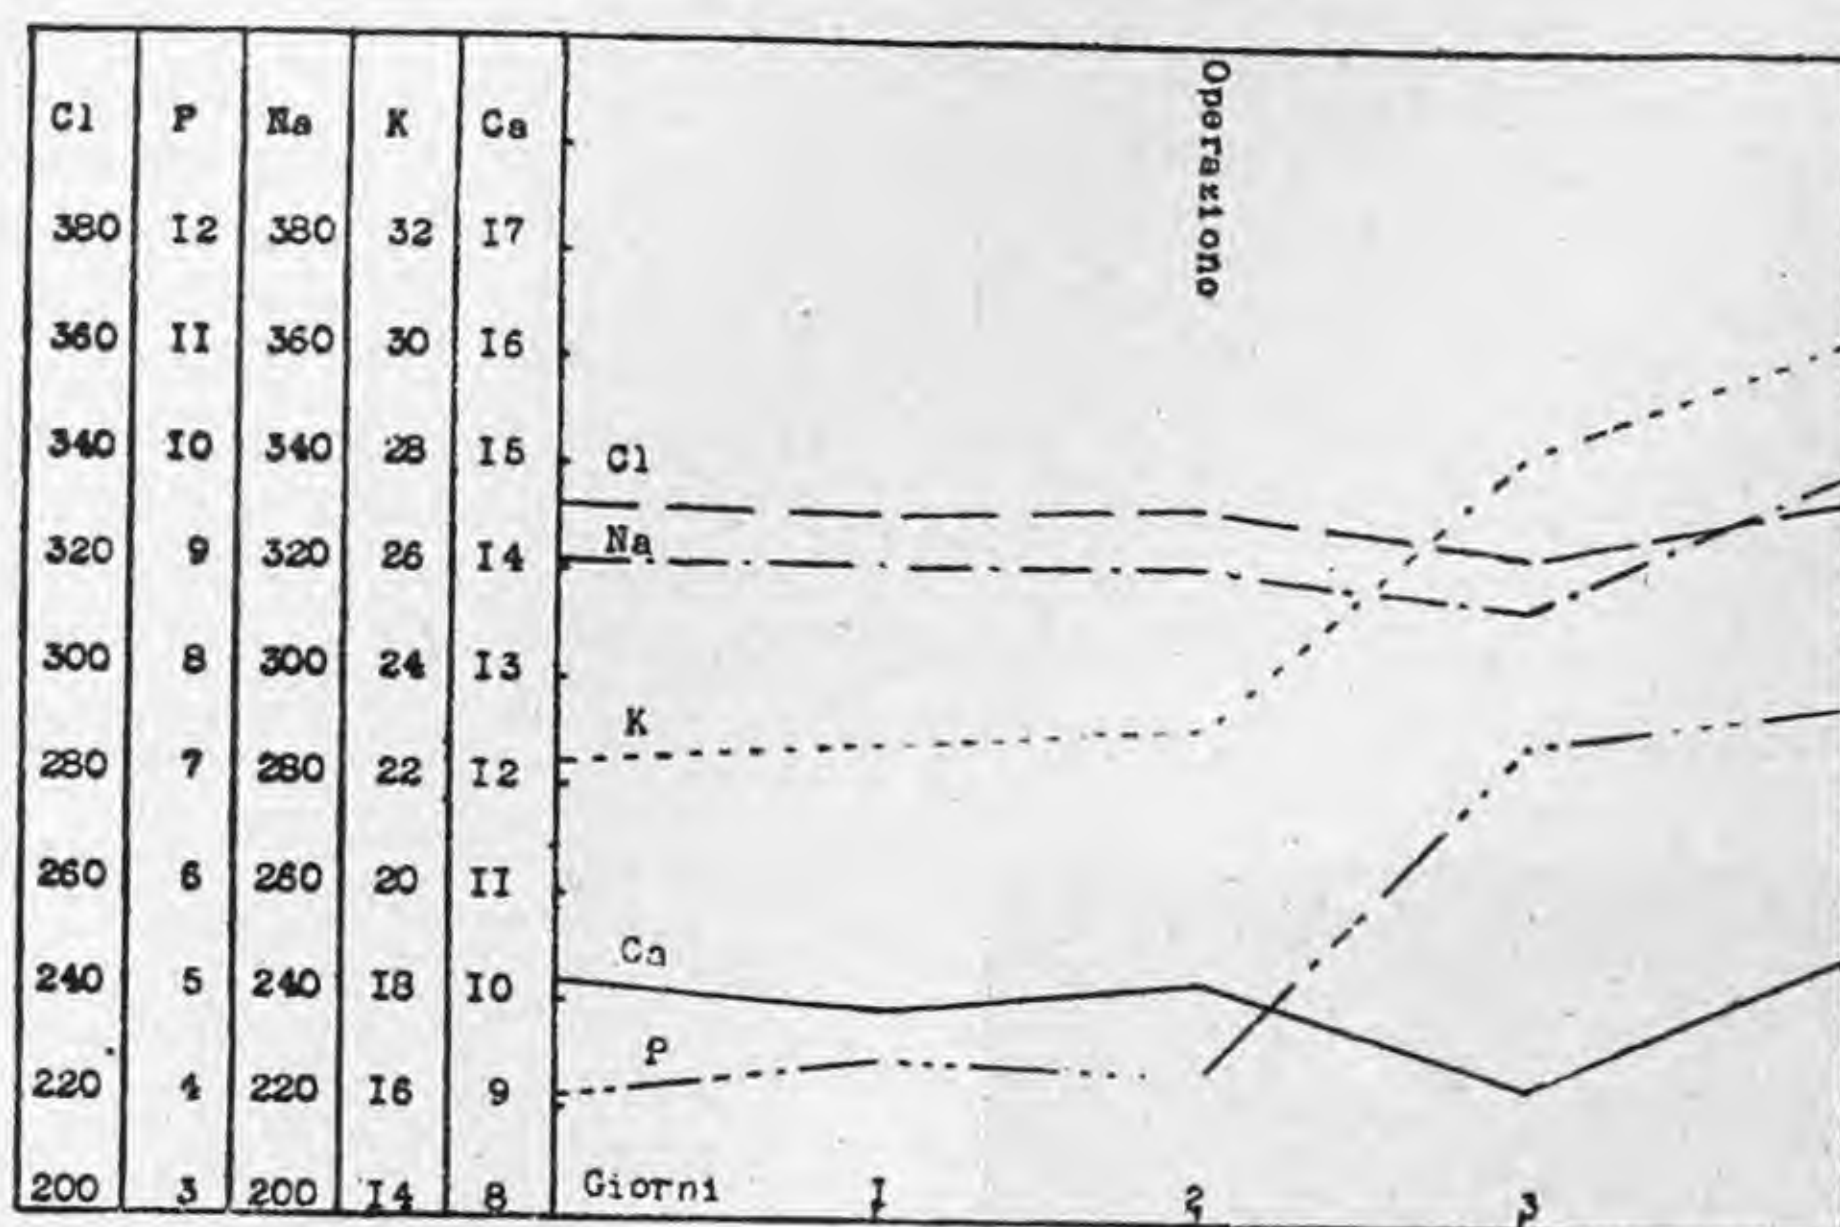 Cl P Na K Ca
380 I2 380 32 I7
360 II 360 30 I6
340 I0 340 28 I5
320 9 320 26 I4
300 8 300 24 I3
280 7 280 22 I2
260 6 260 20 II
240 5 240 I8 I0
220 4 220 I6 9
200 3 200 I4 8
Operaziono
Cl
Na
K
Ca
P
Giorni I 2 3